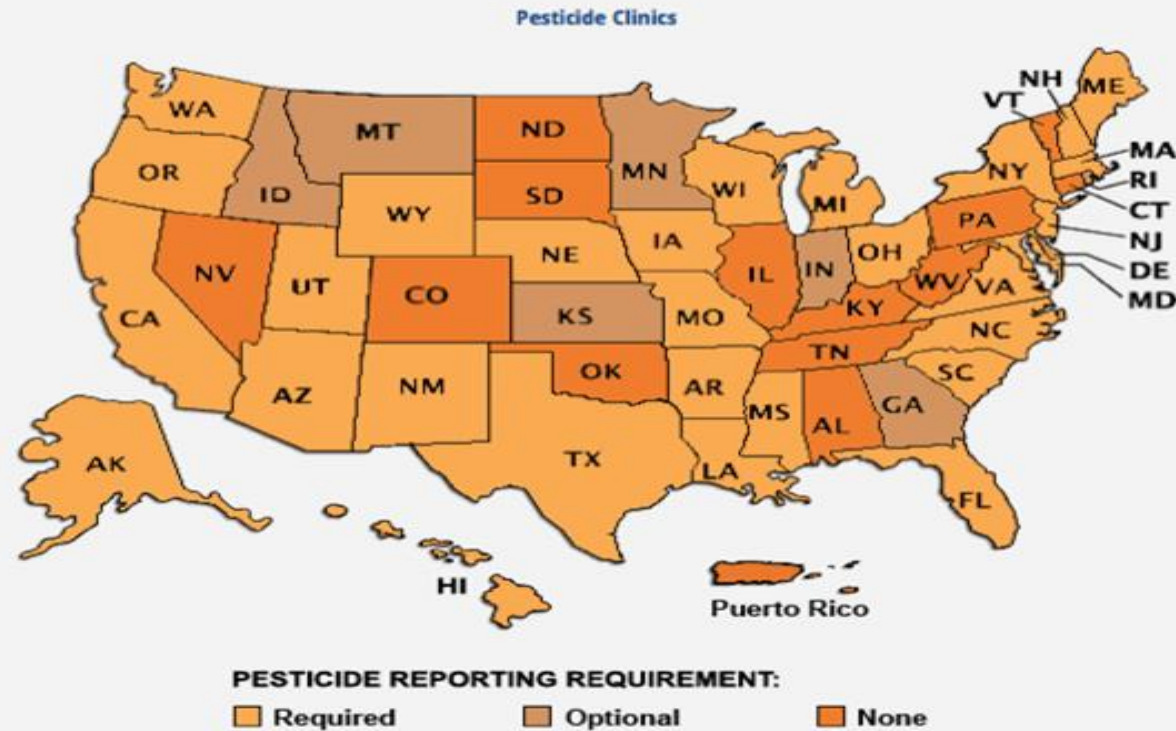 Pesticide Clinics
NH
ME
VT
WA
MT
ND
MN
MA
OR
ID
SD
WI
NY
RI
WY
MI
CT
PA
NV
UT
NE
IA
IL
IN
OH
NJ
CO
WV
VA
DE
MD
CA
KS
MO
KY
NC
TN
AZ
NM
OK
AR
SC
MS
AL
GA
AK
TX
LA
FL
HI
Puerto Rico
PESTICIDE REPORTING REQUIREMENT:
Required Optional None